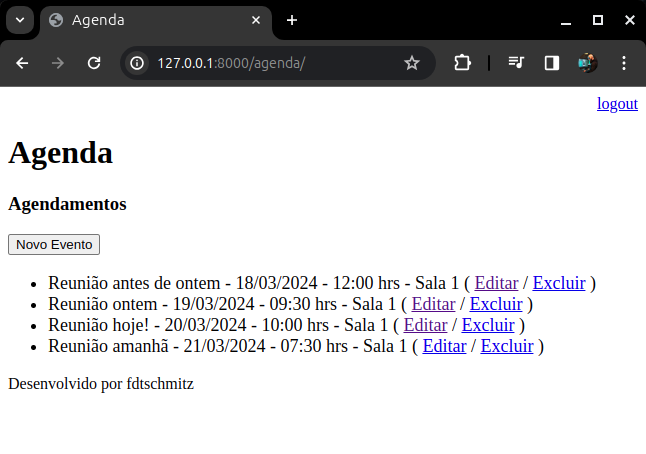 Agenda
127.0.0.1:8000/agenda/
logout
Agenda
Agendamentos
Novo Evento
Reunião antes de ontem - 18/03/2024 - 12:00 hrs - Sala 1 ( Editar / Excluir )
Reunião ontem - 19/03/2024 - 09:30 hrs - Sala 1 ( Editar / Excluir )
Reunião hoje! - 20/03/2024 - 10:00 hrs - Sala 1 ( Editar / Excluir )
Reunião amanhã - 21/03/2024 - 07:30 hrs - Sala 1 ( Editar / Excluir )
Desenvolvido por fdtschmitz